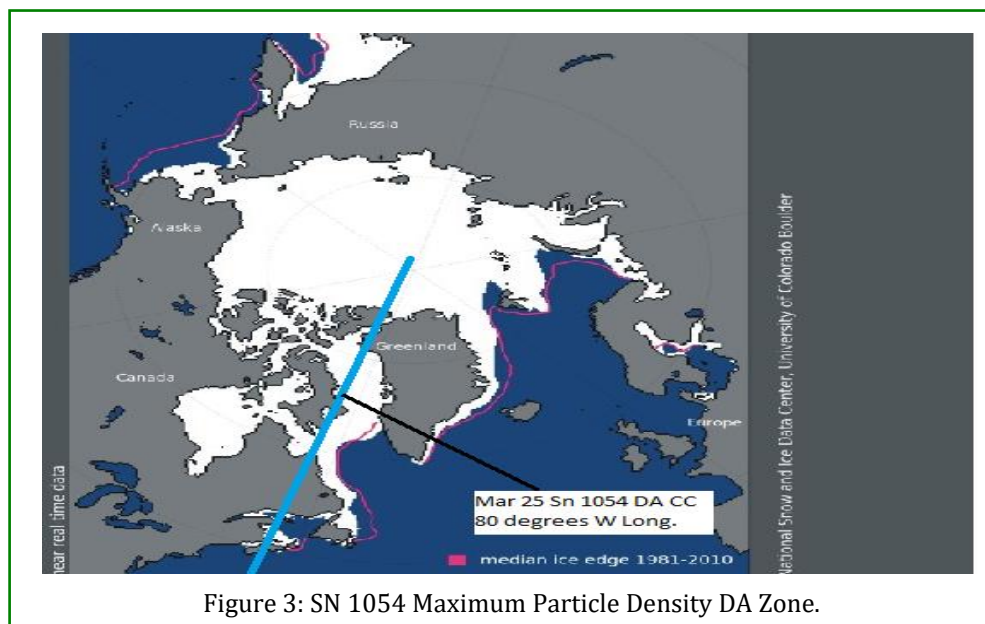 Russia
Alaska
Greenland
Canada
Europe
Mar 25 Sn 1054 DA CC
80 degrees W Long.
median ice edge 1981-2010
near real time data
National Snow and Ice Data Center, University of Colorado Boulder
Figure 3: SN 1054 Maximum Particle Density DA Zone.